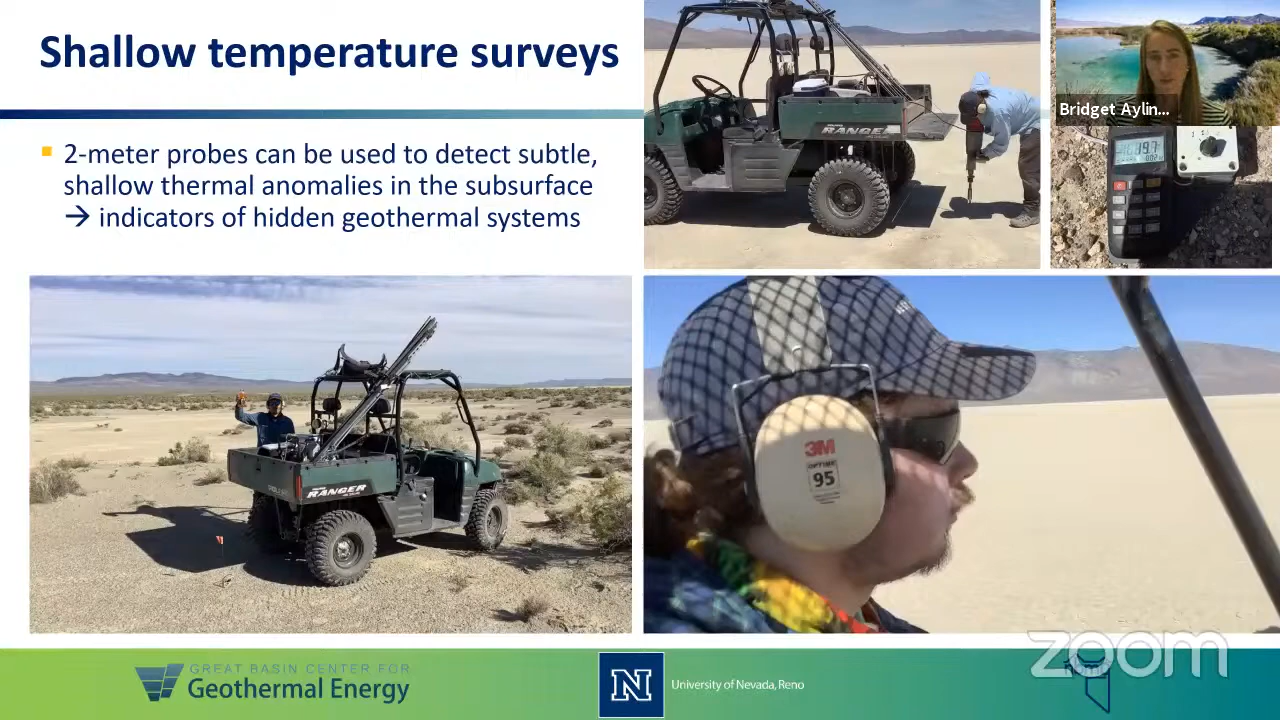 Shallow temperature surveys
2-meter probes can be used to detect subtle,
shallow thermal anomalies in the subsurface
→ indicators of hidden geothermal systems
RANGER
Bridget Aylin...
RANGER
3M
OPTIME
95
GREAT BASIN CENTER FOR
Geothermal Energy
N
University of Nevada, Reno
zoom